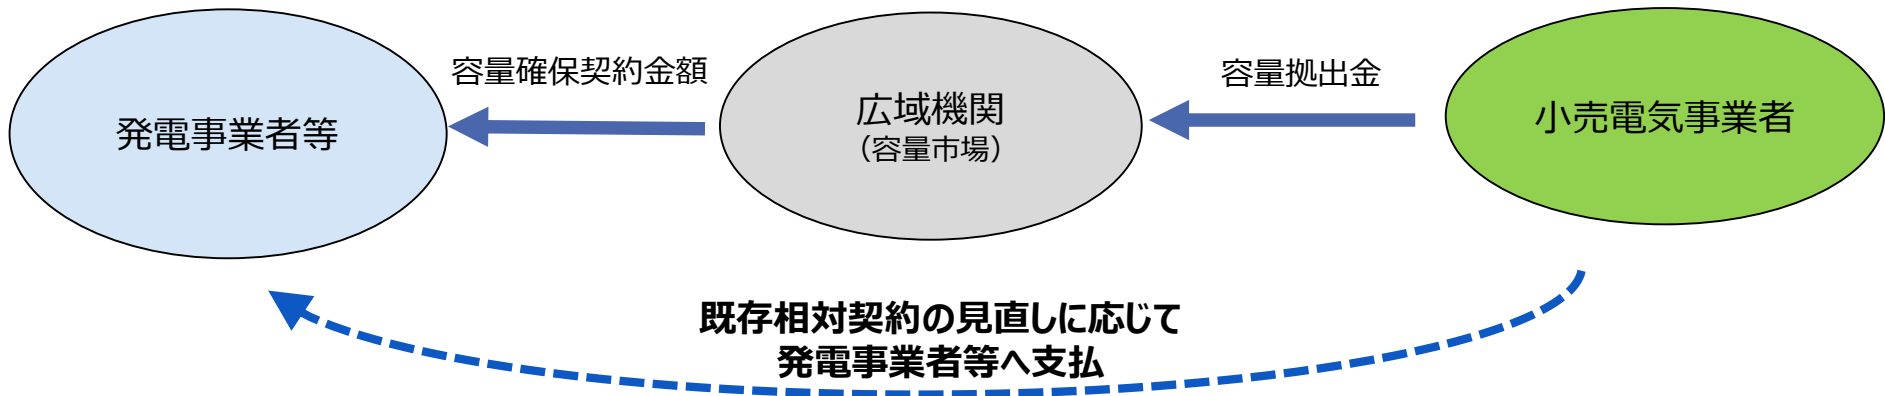 容量確保契約金額
容量拠出金
発電事業者等
広域機関
（容量市場）
小売電気事業者
既存相対契約の見直しに応じて
発電事業者等へ支払